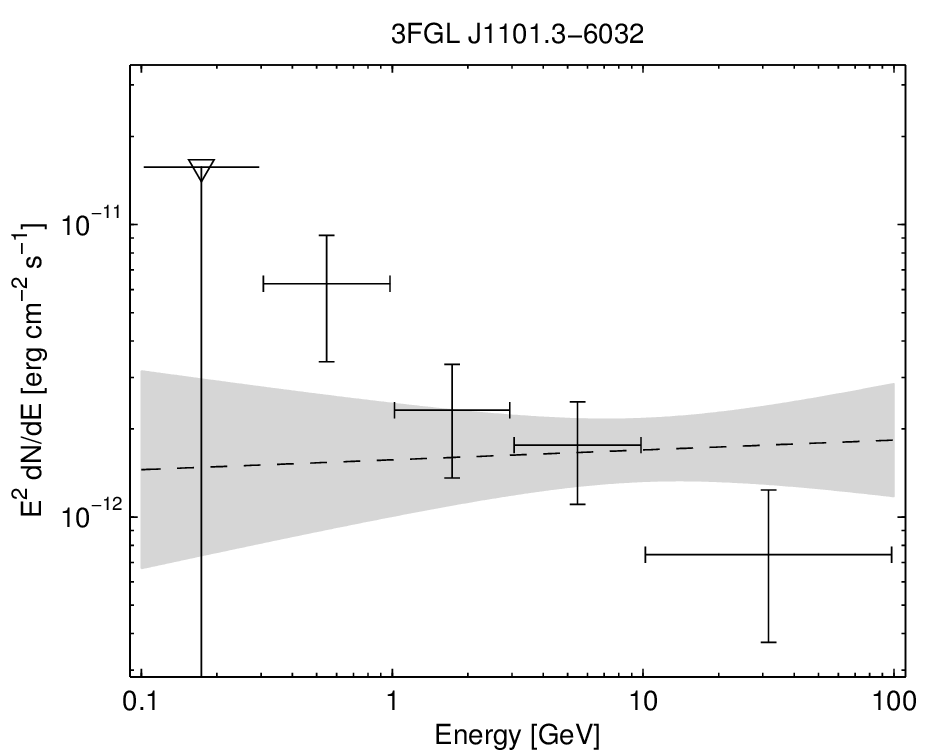 3FGL J1101.3−6032
E² dN/dE [erg cm⁻² s⁻¹]
10⁻¹¹
10⁻¹²
0.1 1 10 100
Energy [GeV]